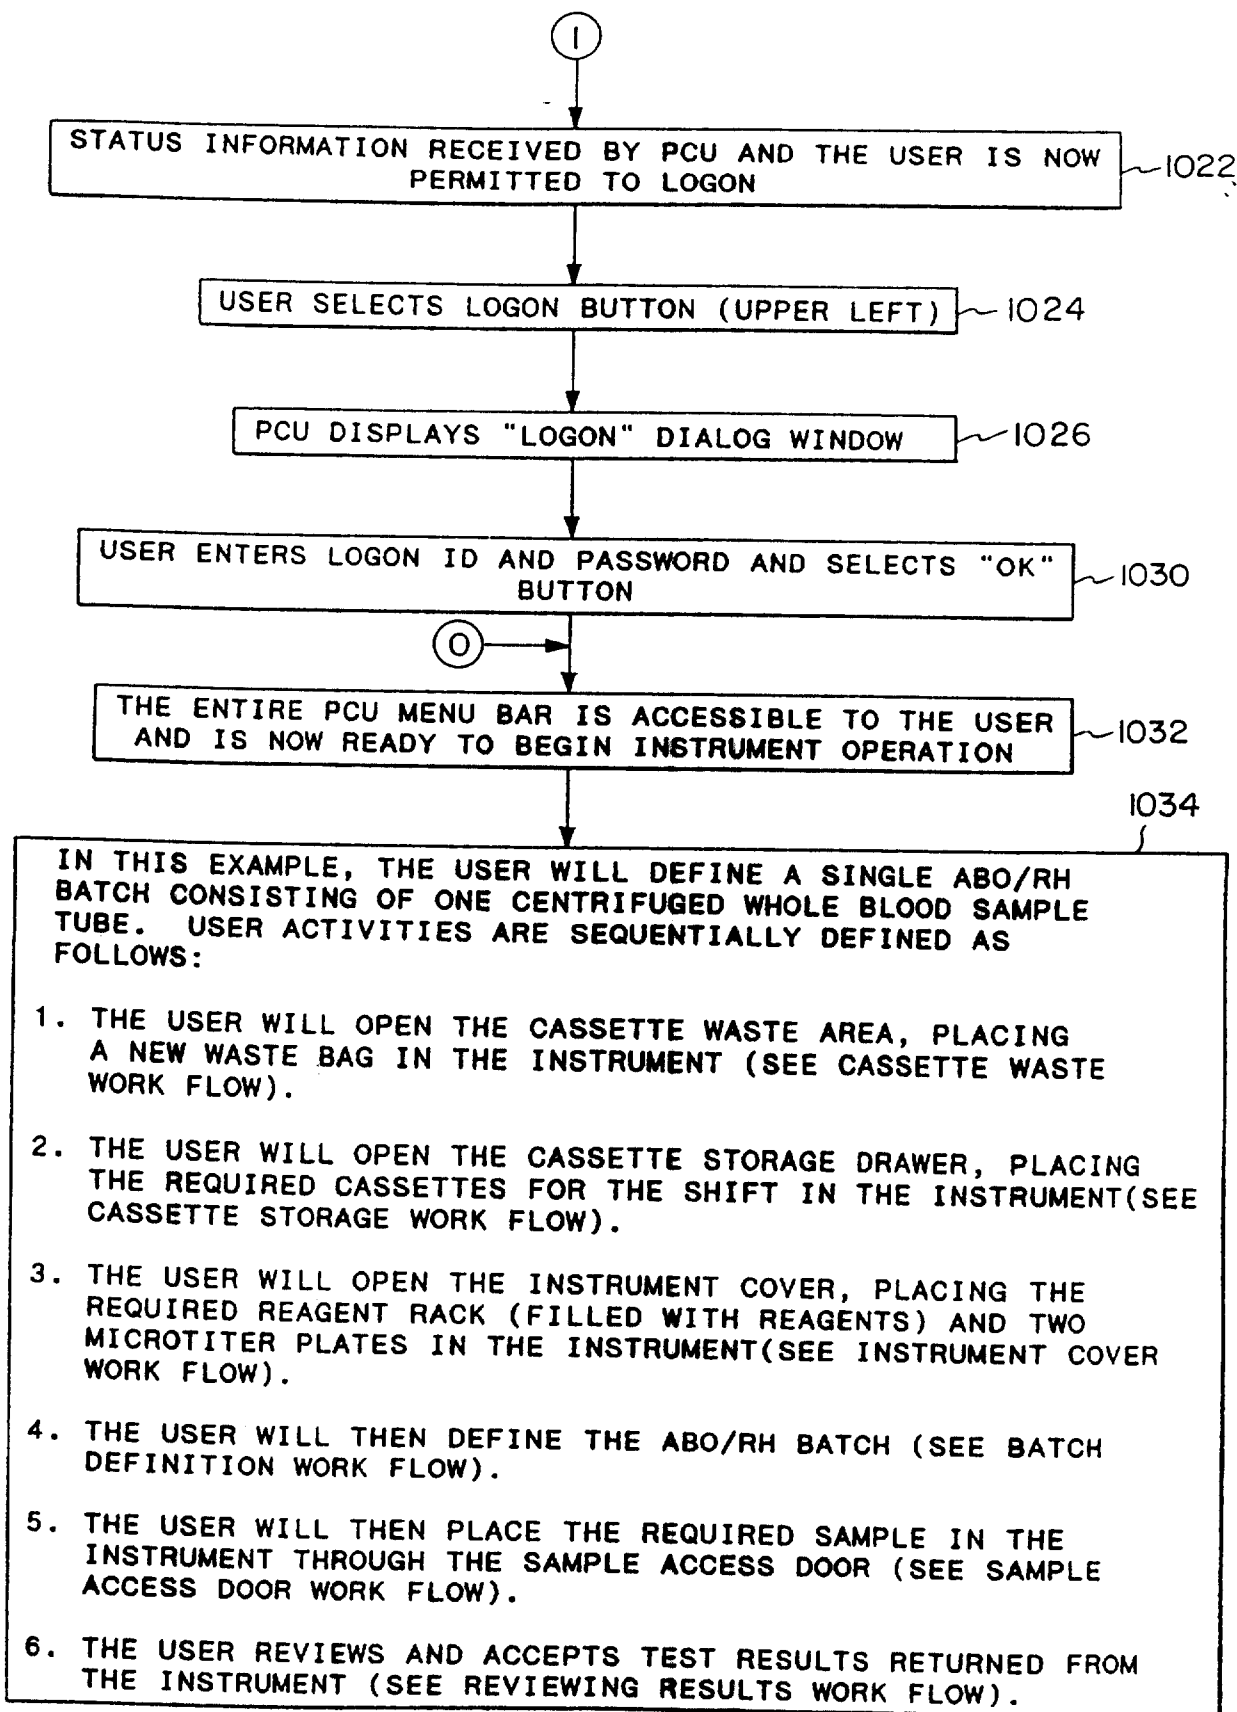 I
STATUS INFORMATION RECEIVED BY PCU AND THE USER IS NOW
PERMITTED TO LOGON
1022
USER SELECTS LOGON BUTTON (UPPER LEFT)
1024
PCU DISPLAYS "LOGON" DIALOG WINDOW
1026
USER ENTERS LOGON ID AND PASSWORD AND SELECTS "OK"
BUTTON
1030
O
THE ENTIRE PCU MENU BAR IS ACCESSIBLE TO THE USER
AND IS NOW READY TO BEGIN INSTRUMENT OPERATION
1032
1034
IN THIS EXAMPLE, THE USER WILL DEFINE A SINGLE ABO/RH
BATCH CONSISTING OF ONE CENTRIFUGED WHOLE BLOOD SAMPLE
TUBE. USER ACTIVITIES ARE SEQUENTIALLY DEFINED AS
FOLLOWS:
1. THE USER WILL OPEN THE CASSETTE WASTE AREA, PLACING
A NEW WASTE BAG IN THE INSTRUMENT (SEE CASSETTE WASTE
WORK FLOW).
2. THE USER WILL OPEN THE CASSETTE STORAGE DRAWER, PLACING
THE REQUIRED CASSETTES FOR THE SHIFT IN THE INSTRUMENT(SEE
CASSETTE STORAGE WORK FLOW).
3. THE USER WILL OPEN THE INSTRUMENT COVER, PLACING THE
REQUIRED REAGENT RACK (FILLED WITH REAGENTS) AND TWO
MICROTITER PLATES IN THE INSTRUMENT(SEE INSTRUMENT COVER
WORK FLOW).
4. THE USER WILL THEN DEFINE THE ABO/RH BATCH (SEE BATCH
DEFINITION WORK FLOW).
5. THE USER WILL THEN PLACE THE REQUIRED SAMPLE IN THE
INSTRUMENT THROUGH THE SAMPLE ACCESS DOOR (SEE SAMPLE
ACCESS DOOR WORK FLOW).
6. THE USER REVIEWS AND ACCEPTS TEST RESULTS RETURNED FROM
THE INSTRUMENT (SEE REVIEWING RESULTS WORK FLOW).